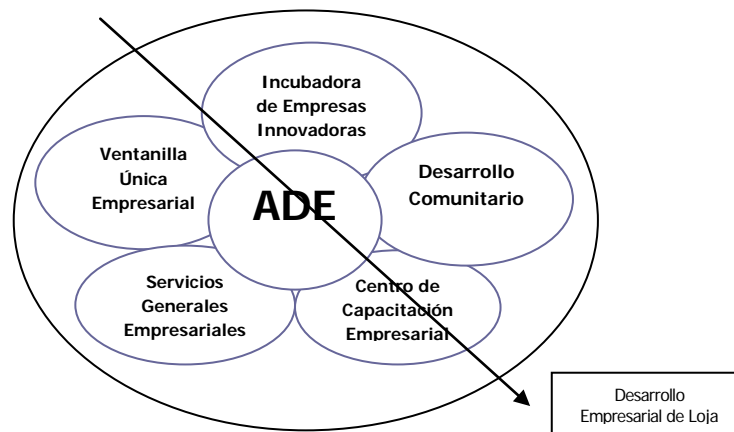 Incubadora
de Empresas
Innovadoras
Ventanilla
Única
Empresarial
Desarrollo
Comunitario
ADE
Servicios
Generales
Empresariales
Centro de
Capacitación
Empresarial
Desarrollo
Empresarial de Loja